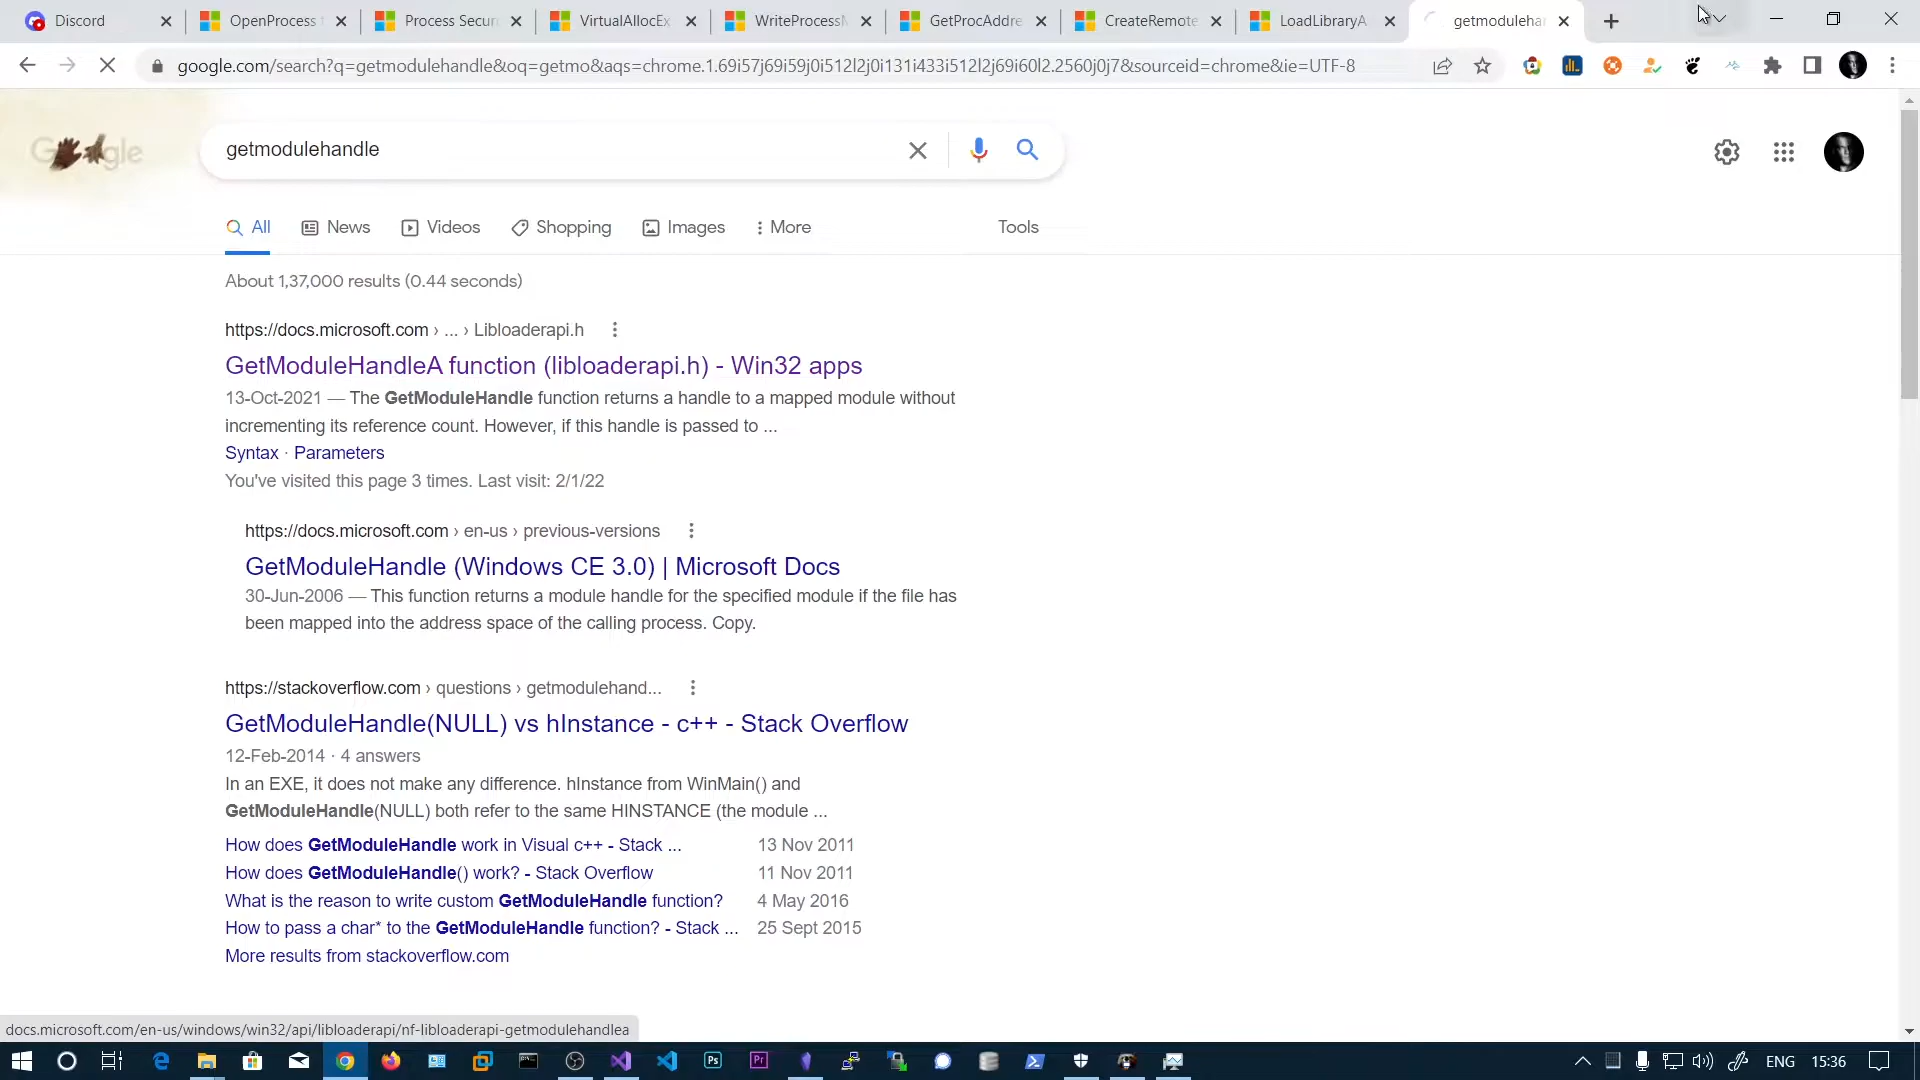 Discord
OpenProcess
Process Secur
VirtualAllocEx
WriteProcessM
GetProcAddre
CreateRemote
LoadLibraryA
getmodulehar
google.com/search?q=getmodulehandle&oq=getmo&aqs=chrome.1.69i57j69i59j0i512l2j0i131i433i512l2j69i60l2.2560j0j7&sourceid=chrome&ie=UTF-8
getmodulehandle
All
News
Videos
Shopping
Images
More
Tools
About 1,37,000 results (0.44 seconds)
https://docs.microsoft.com › ... › Libloaderapi.h
GetModuleHandleA function (libloaderapi.h) - Win32 apps
13-Oct-2021 — The GetModuleHandle function returns a handle to a mapped module without
incrementing its reference count. However, if this handle is passed to ...
Syntax · Parameters
You've visited this page 3 times. Last visit: 2/1/22
https://docs.microsoft.com › en-us › previous-versions
GetModuleHandle (Windows CE 3.0) | Microsoft Docs
30-Jun-2006 — This function returns a module handle for the specified module if the file has
been mapped into the address space of the calling process. Copy.
https://stackoverflow.com › questions › getmodulehand...
GetModuleHandle(NULL) vs hInstance - c++ - Stack Overflow
12-Feb-2014 · 4 answers
In an EXE, it does not make any difference. hInstance from WinMain() and
GetModuleHandle(NULL) both refer to the same HINSTANCE (the module ...
How does GetModuleHandle work in Visual c++ - Stack ... 13 Nov 2011
How does GetModuleHandle() work? - Stack Overflow 11 Nov 2011
What is the reason to write custom GetModuleHandle function? 4 May 2016
How to pass a char* to the GetModuleHandle function? - Stack ... 25 Sept 2015
More results from stackoverflow.com
docs.microsoft.com/en-us/windows/win32/api/libloaderapi/nf-libloaderapi-getmodulehandlea
Ps
Pr
ENG
15:36